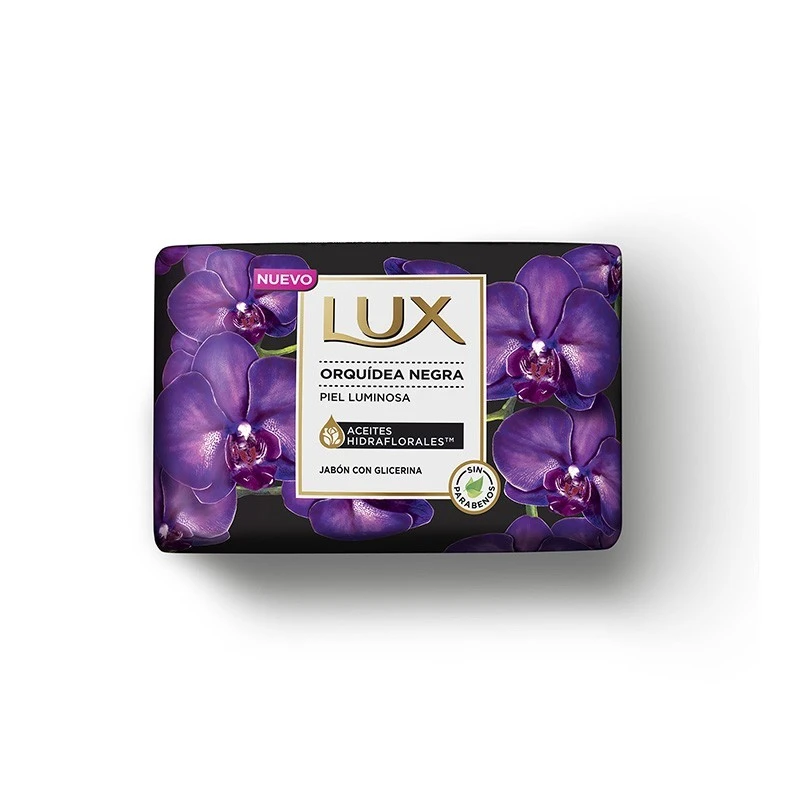 NUEVO
LUX
ORQUÍDEA NEGRA
PIEL LUMINOSA
ACEITES
HIDRAFLORALES™
JABÓN CON GLICERINA
SIN
PARABENOS